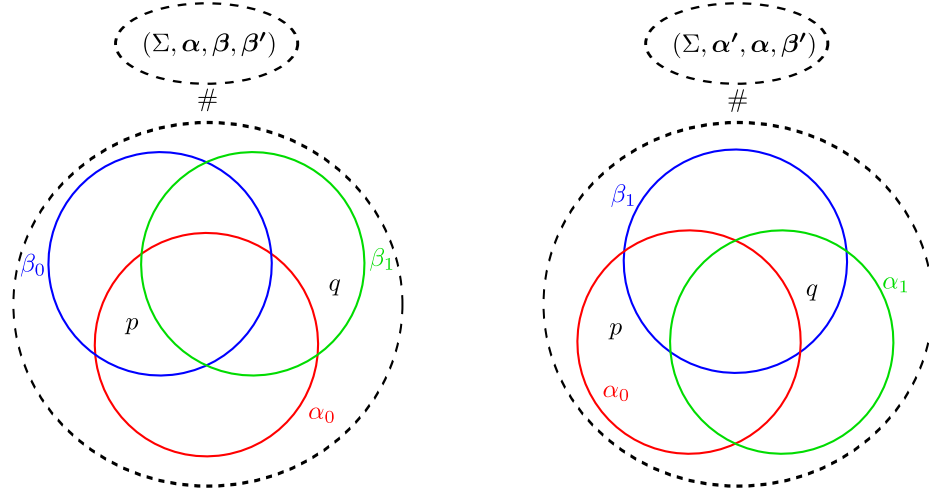 (Σ, α, β, β′)
#
β₀
β₁
q
p
α₀
(Σ, α′, α, β′)
#
β₁
α₁
q
p
α₀